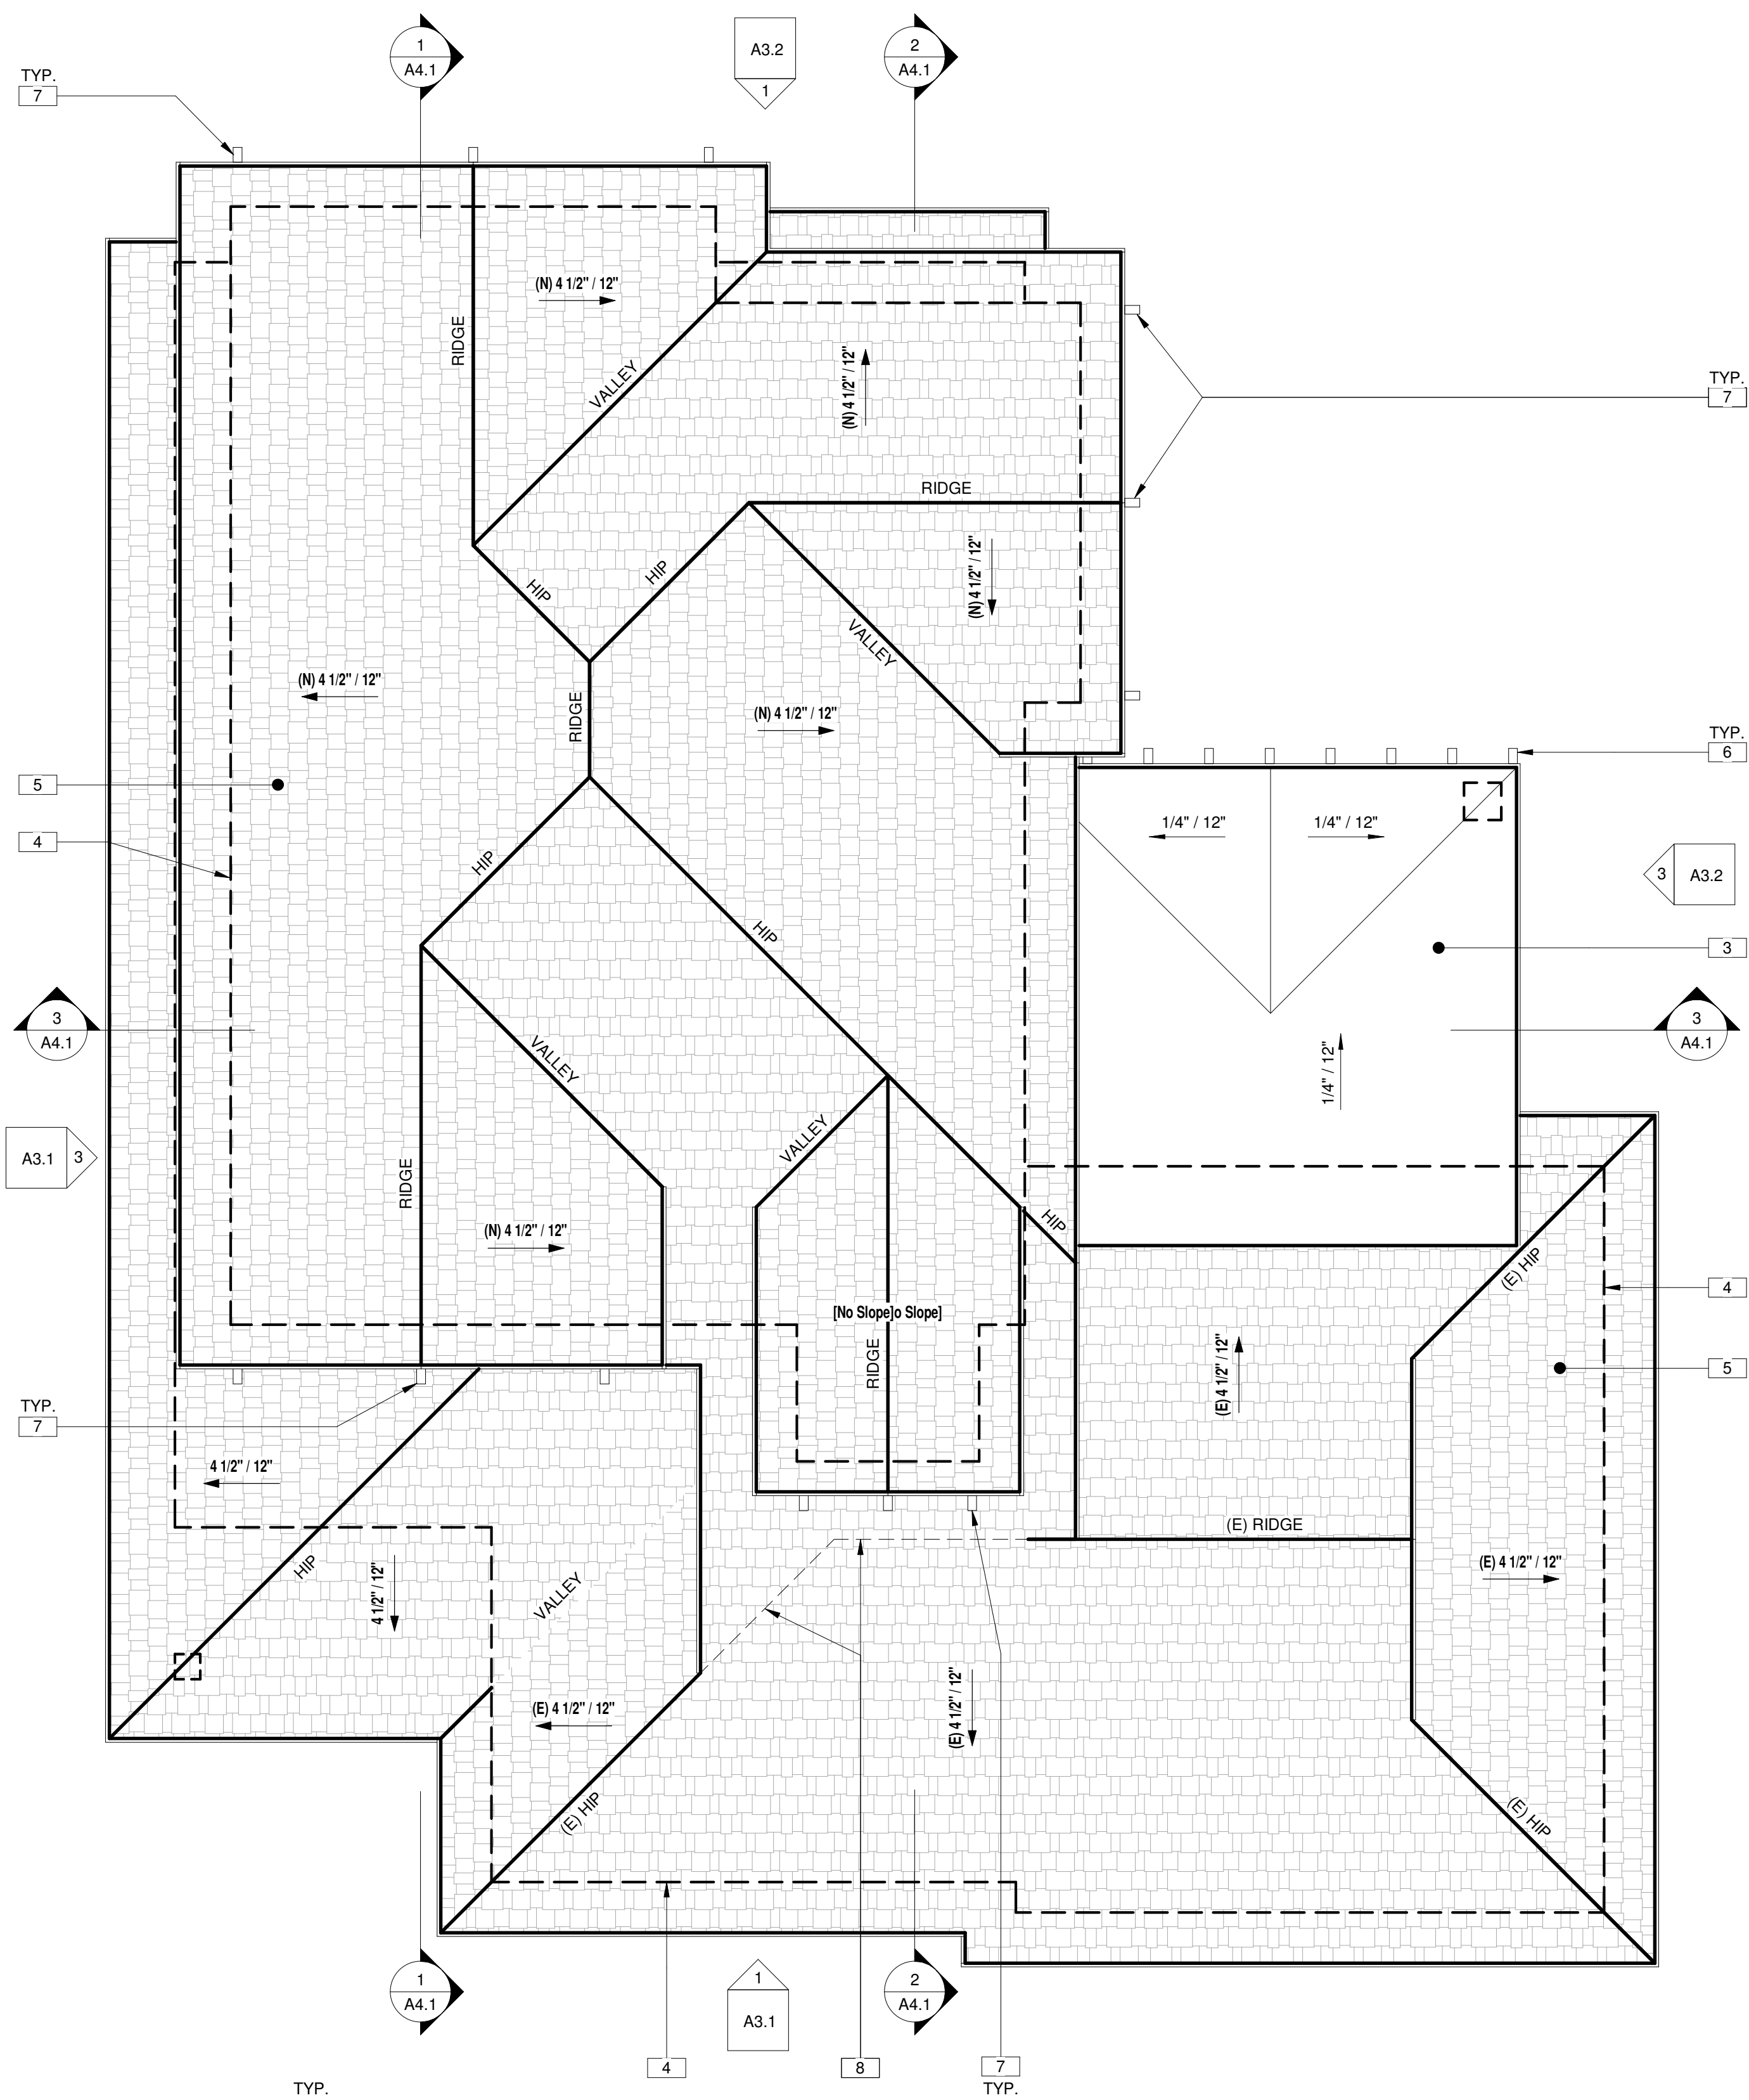 1
A4.1
A3.2
1
2
A4.1
TYP.
7
(N) 4 1/2" / 12"
RIDGE
VALLEY
(N) 4 1/2" / 12"
TYP.
7
RIDGE
HIP
HIP
(N) 4 1/2" / 12"
VALLEY
(N) 4 1/2" / 12"
RIDGE
(N) 4 1/2" / 12"
TYP.
6
5
4
1/4" / 12"
1/4" / 12"
HIP
3
A3.2
HIP
3
3
A4.1
VALLEY
1/4" / 12"
3
A4.1
A3.1
3
RIDGE
VALLEY
(N) 4 1/2" / 12"
HIP
(E) HIP
4
[No Slope]o Slope]
RIDGE
(E) 4 1/2" / 12"
5
TYP.
7
4 1/2" / 12"
(E) RIDGE
HIP
4 1/2" / 12"
VALLEY
(E) 4 1/2" / 12"
(E) 4 1/2" / 12"
(E) 4 1/2" / 12"
(E) HIP
(E) HIP
1
A4.1
1
A3.1
2
A4.1
4
8
7
TYP.
TYP.